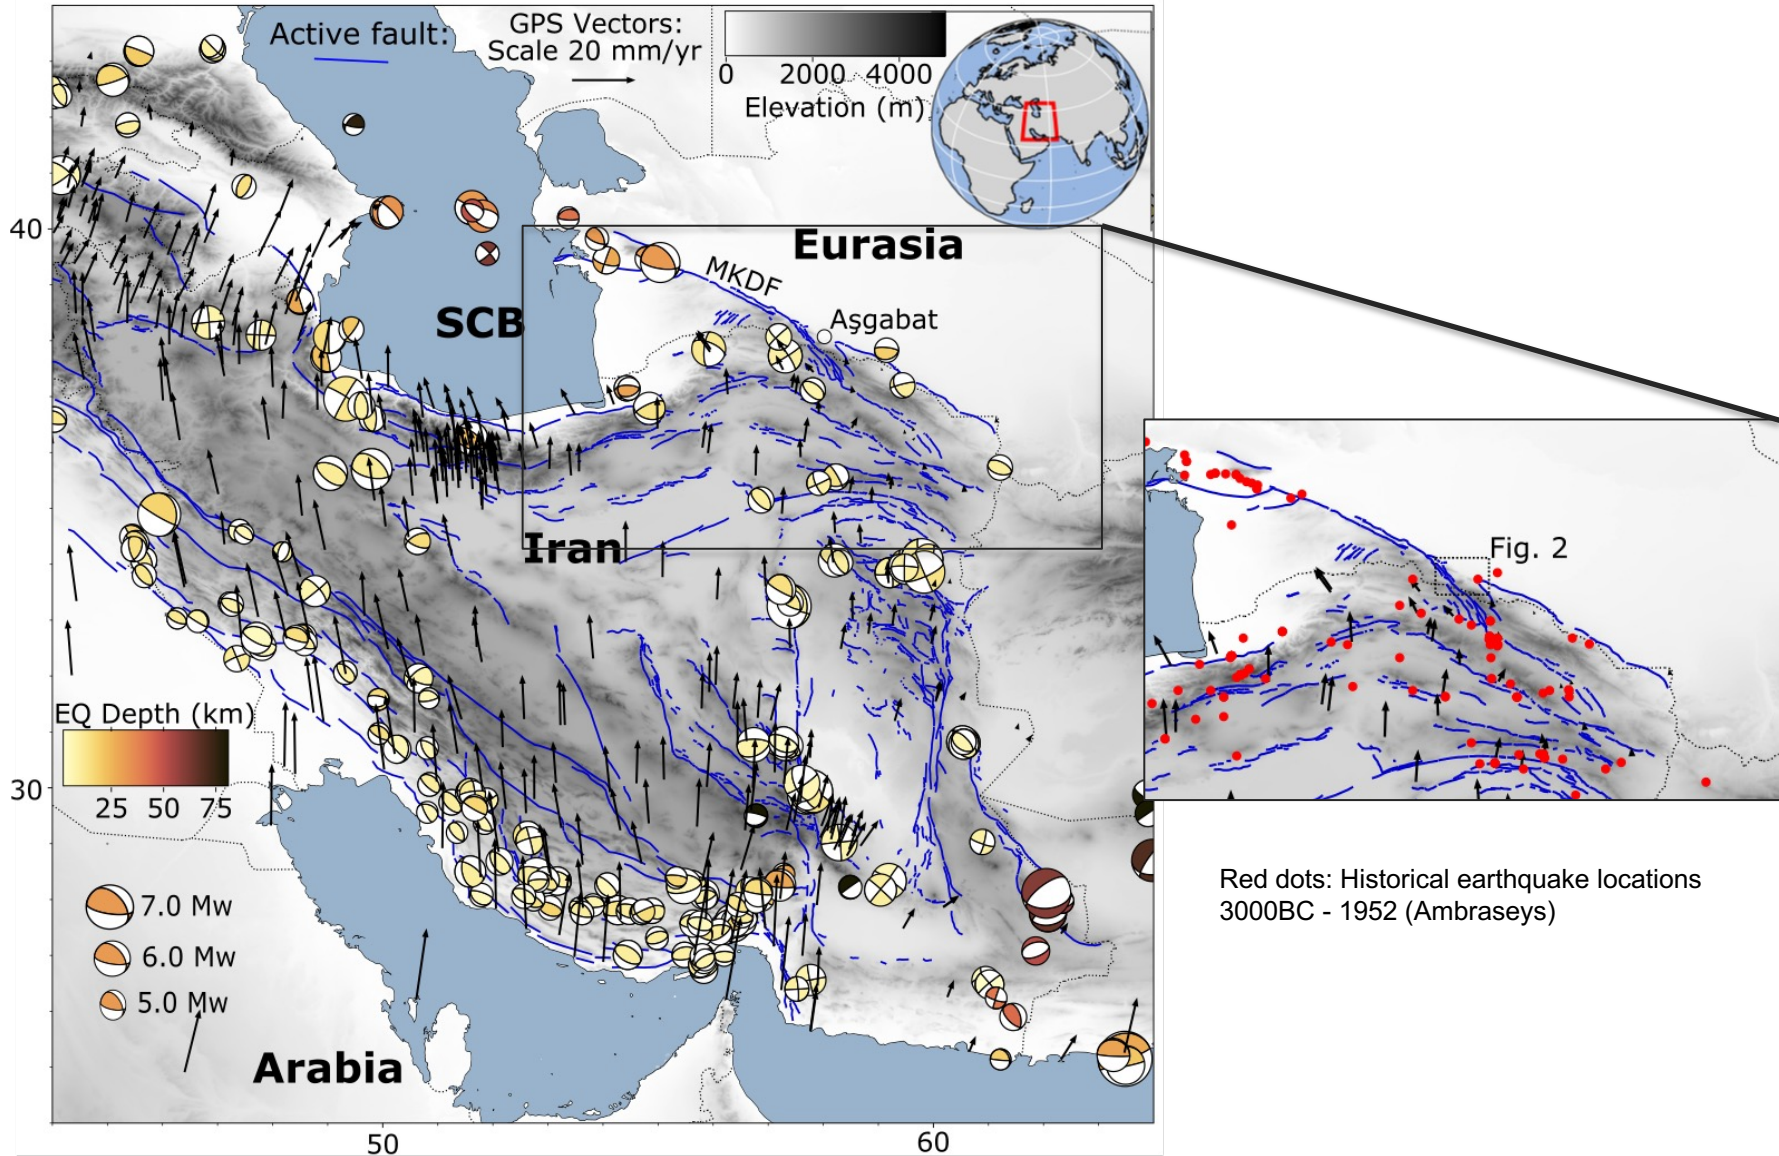 Active fault:
GPS Vectors:
Scale 20 mm/yr
0 2000 4000
Elevation (m)
40
Eurasia
MKDF
SCB
Aşgabat
Iran
Fig. 2
EQ Depth (km)
25 50 75
30
7.0 Mw
6.0 Mw
5.0 Mw
Arabia
50 60
Red dots: Historical earthquake locations
3000BC - 1952 (Ambraseys)